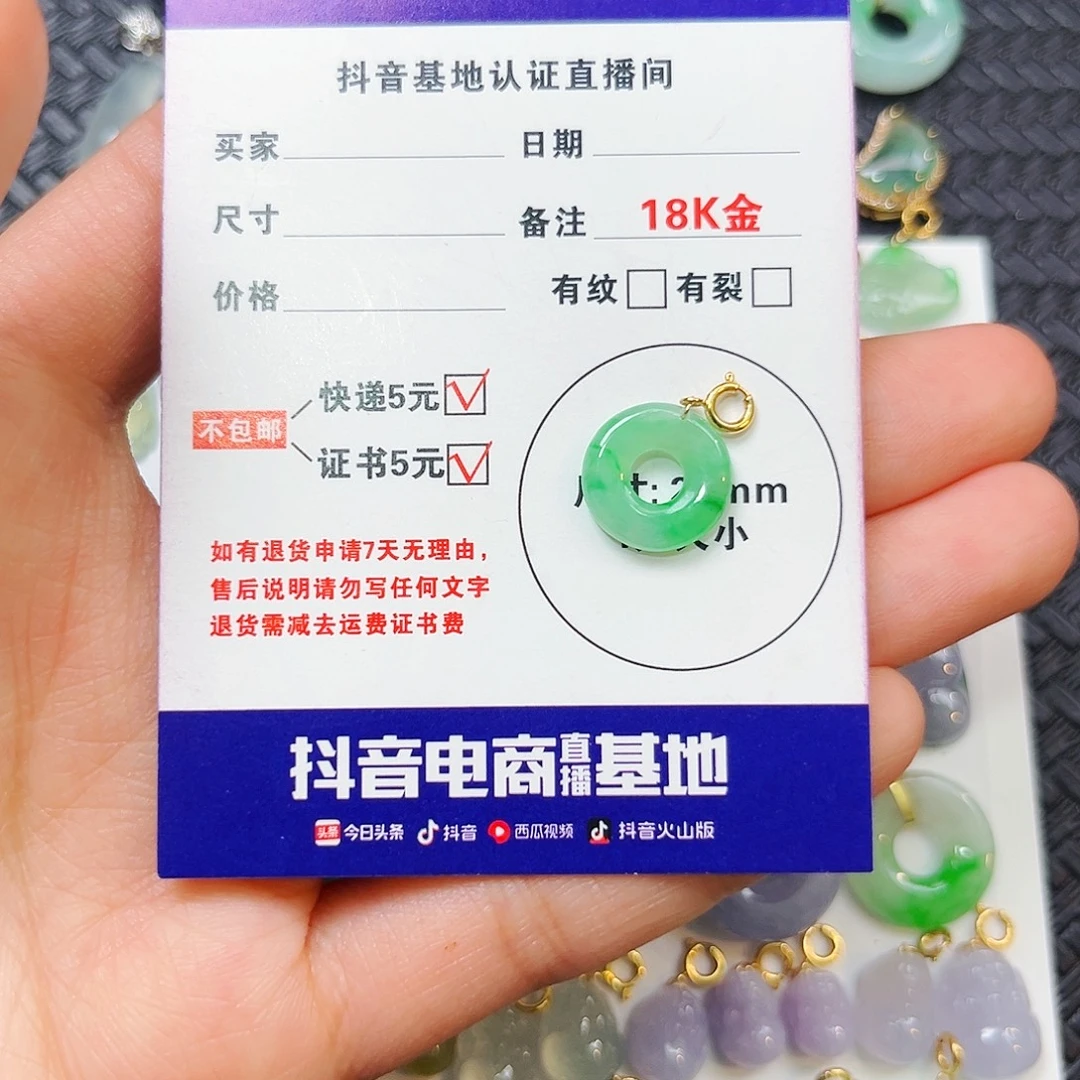 抖音基地认证直播间
买家 日期
尺寸 备注 18K金
价格 有纹 有裂
不包邮
快递5元
证书5元
mm
小
如有退货申请7天无理由，
售后说明请勿写任何文字
退货需减去运费证书费
抖音电商直播基地
头条 今日头条 抖音 西瓜视频 抖音火山版